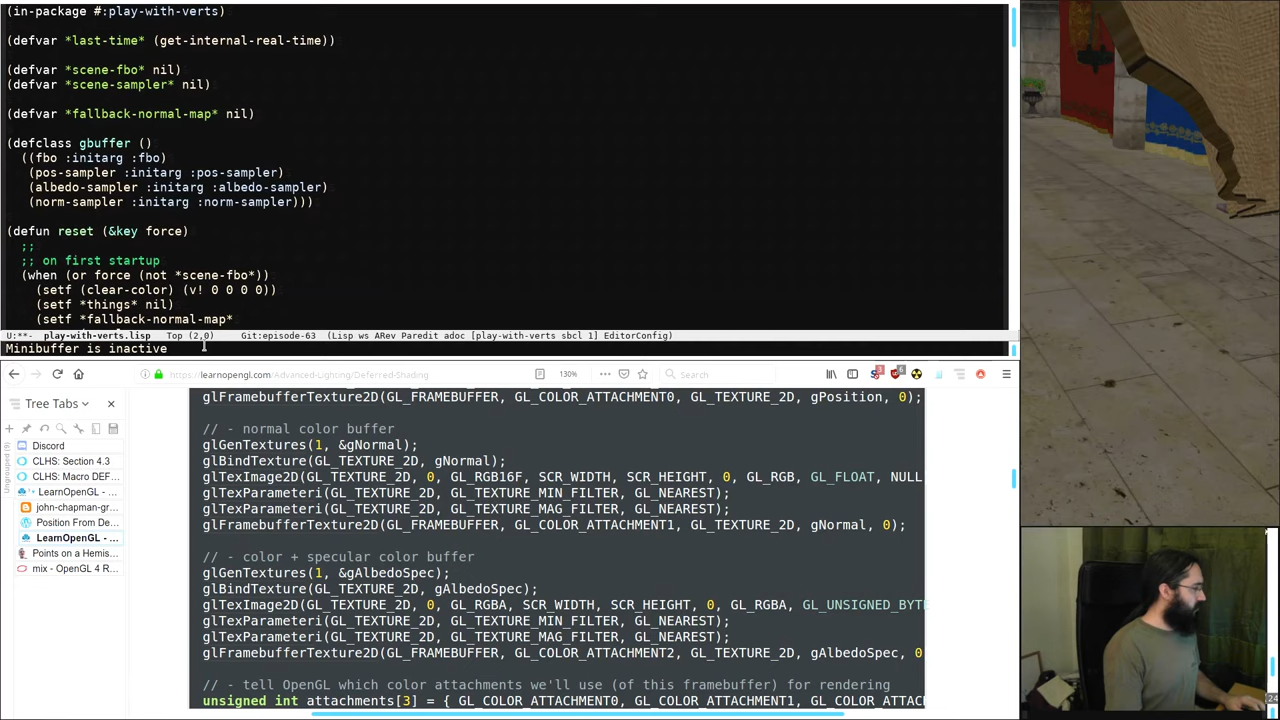 (in-package #:play-with-verts)
(defvar *last-time* (get-internal-real-time))
(defvar *scene-fbo* nil)
(defvar *scene-sampler* nil)
(defvar *fallback-normal-map* nil)
(defclass gbuffer ()
((fbo :initarg :fbo)
(pos-sampler :initarg :pos-sampler)
(albedo-sampler :initarg :albedo-sampler)
(norm-sampler :initarg :norm-sampler)))
(defun reset (&key force)
;;
;; on first startup
(when (or force (not *scene-fbo*))
(setf (clear-color) (v! 0 0 0 0))
(setf *things* nil)
(setf *fallback-normal-map*
U:**- play-with-verts.lisp Top (2,0) Git:episode-63 (Lisp ws ARev Paredit adoc [play-with-verts sbcl 1] EditorConfig)
Minibuffer is inactive
https://learnopengl.com/Advanced-Lighting/Deferred-Shading
130%
Search
Tree Tabs
Discord
CLHS: Section 4.3
CLHS: Macro DEF...
LearnOpenGL - ...
john-chapman-gr...
Position From De...
LearnOpenGL - ...
Points on a Hemis...
mix - OpenGL 4 R...
glFramebufferTexture2D(GL_FRAMEBUFFER, GL_COLOR_ATTACHMENT0, GL_TEXTURE_2D, gPosition, 0);
// - normal color buffer
glGenTextures(1, &gNormal);
glBindTexture(GL_TEXTURE_2D, gNormal);
glTexImage2D(GL_TEXTURE_2D, 0, GL_RGB16F, SCR_WIDTH, SCR_HEIGHT, 0, GL_RGB, GL_FLOAT, NULL
glTexParameteri(GL_TEXTURE_2D, GL_TEXTURE_MIN_FILTER, GL_NEAREST);
glTexParameteri(GL_TEXTURE_2D, GL_TEXTURE_MAG_FILTER, GL_NEAREST);
glFramebufferTexture2D(GL_FRAMEBUFFER, GL_COLOR_ATTACHMENT1, GL_TEXTURE_2D, gNormal, 0);
// - color + specular color buffer
glGenTextures(1, &gAlbedoSpec);
glBindTexture(GL_TEXTURE_2D, gAlbedoSpec);
glTexImage2D(GL_TEXTURE_2D, 0, GL_RGBA, SCR_WIDTH, SCR_HEIGHT, 0, GL_RGBA, GL_UNSIGNED_BYTE
glTexParameteri(GL_TEXTURE_2D, GL_TEXTURE_MIN_FILTER, GL_NEAREST);
glTexParameteri(GL_TEXTURE_2D, GL_TEXTURE_MAG_FILTER, GL_NEAREST);
glFramebufferTexture2D(GL_FRAMEBUFFER, GL_COLOR_ATTACHMENT2, GL_TEXTURE_2D, gAlbedoSpec, 0
// - tell OpenGL which color attachments we'll use (of this framebuffer) for rendering
unsigned int attachments[3] = { GL_COLOR_ATTACHMENT0, GL_COLOR_ATTACHMENT1, GL_COLOR_ATTAC